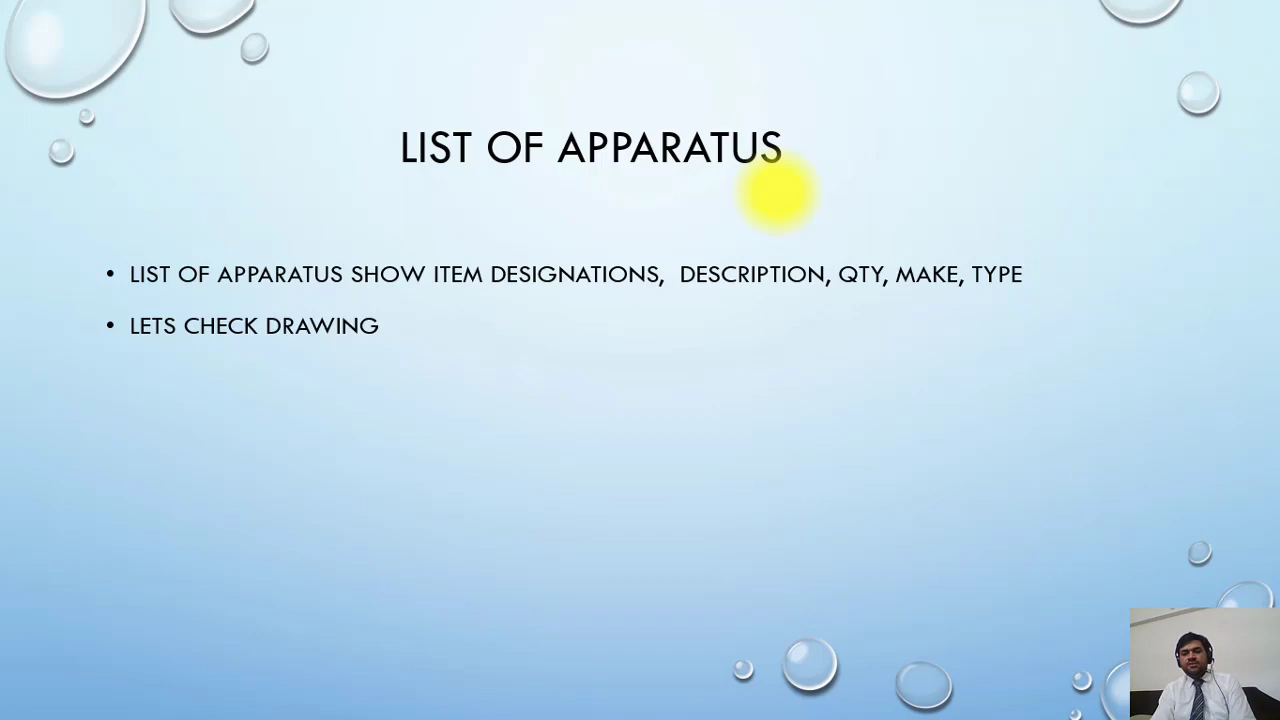 LIST OF APPARATUS
• LIST OF APPARATUS SHOW ITEM DESIGNATIONS, DESCRIPTION, QTY, MAKE, TYPE
• LETS CHECK DRAWING